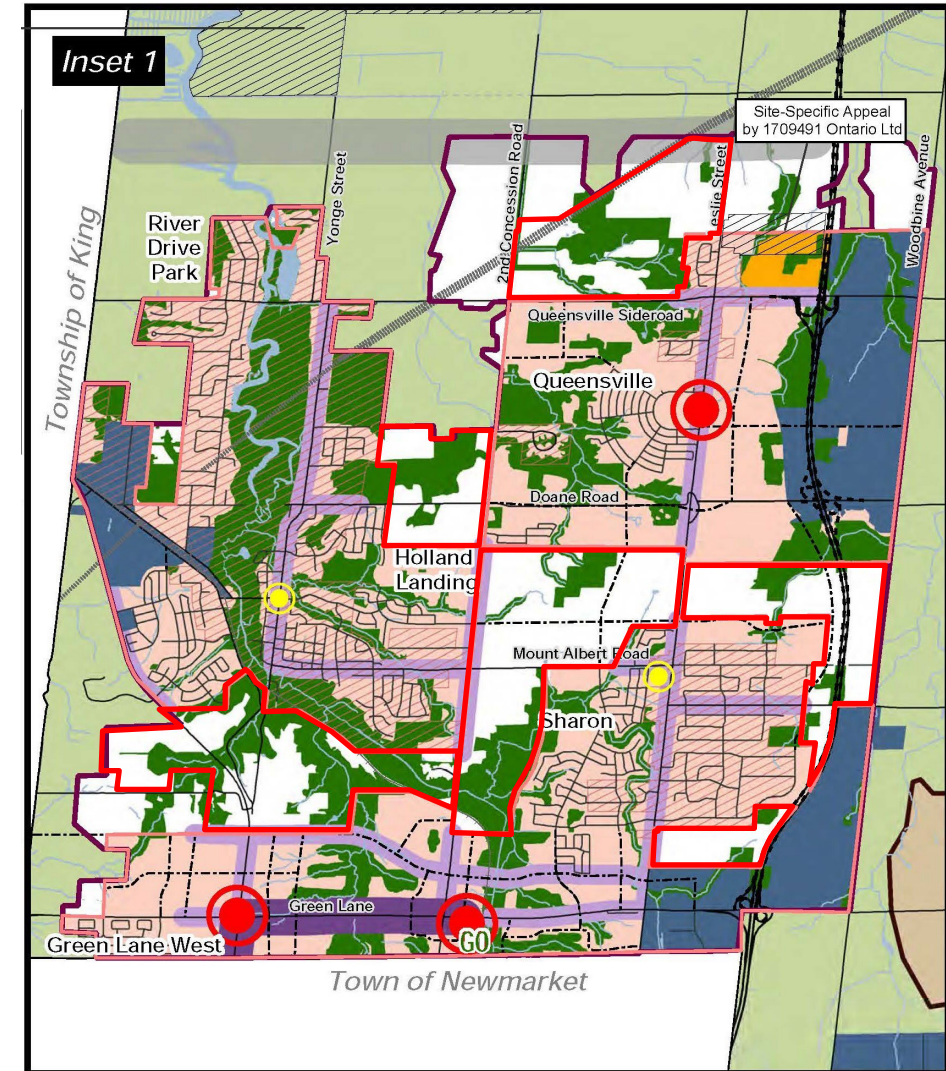 Inset 1
Site-Specific Appeal
by 1709491 Ontario Ltd
2nd Concession Road
Leslie Street
Woodbine Avenue
Yonge Street
Township of King
River
Drive
Park
Queensville Sideroad
Queensville
Doane Road
Holland
Landing
Mount Albert Road
Sharon
Green Lane
GO
Green Lane West
Town of Newmarket